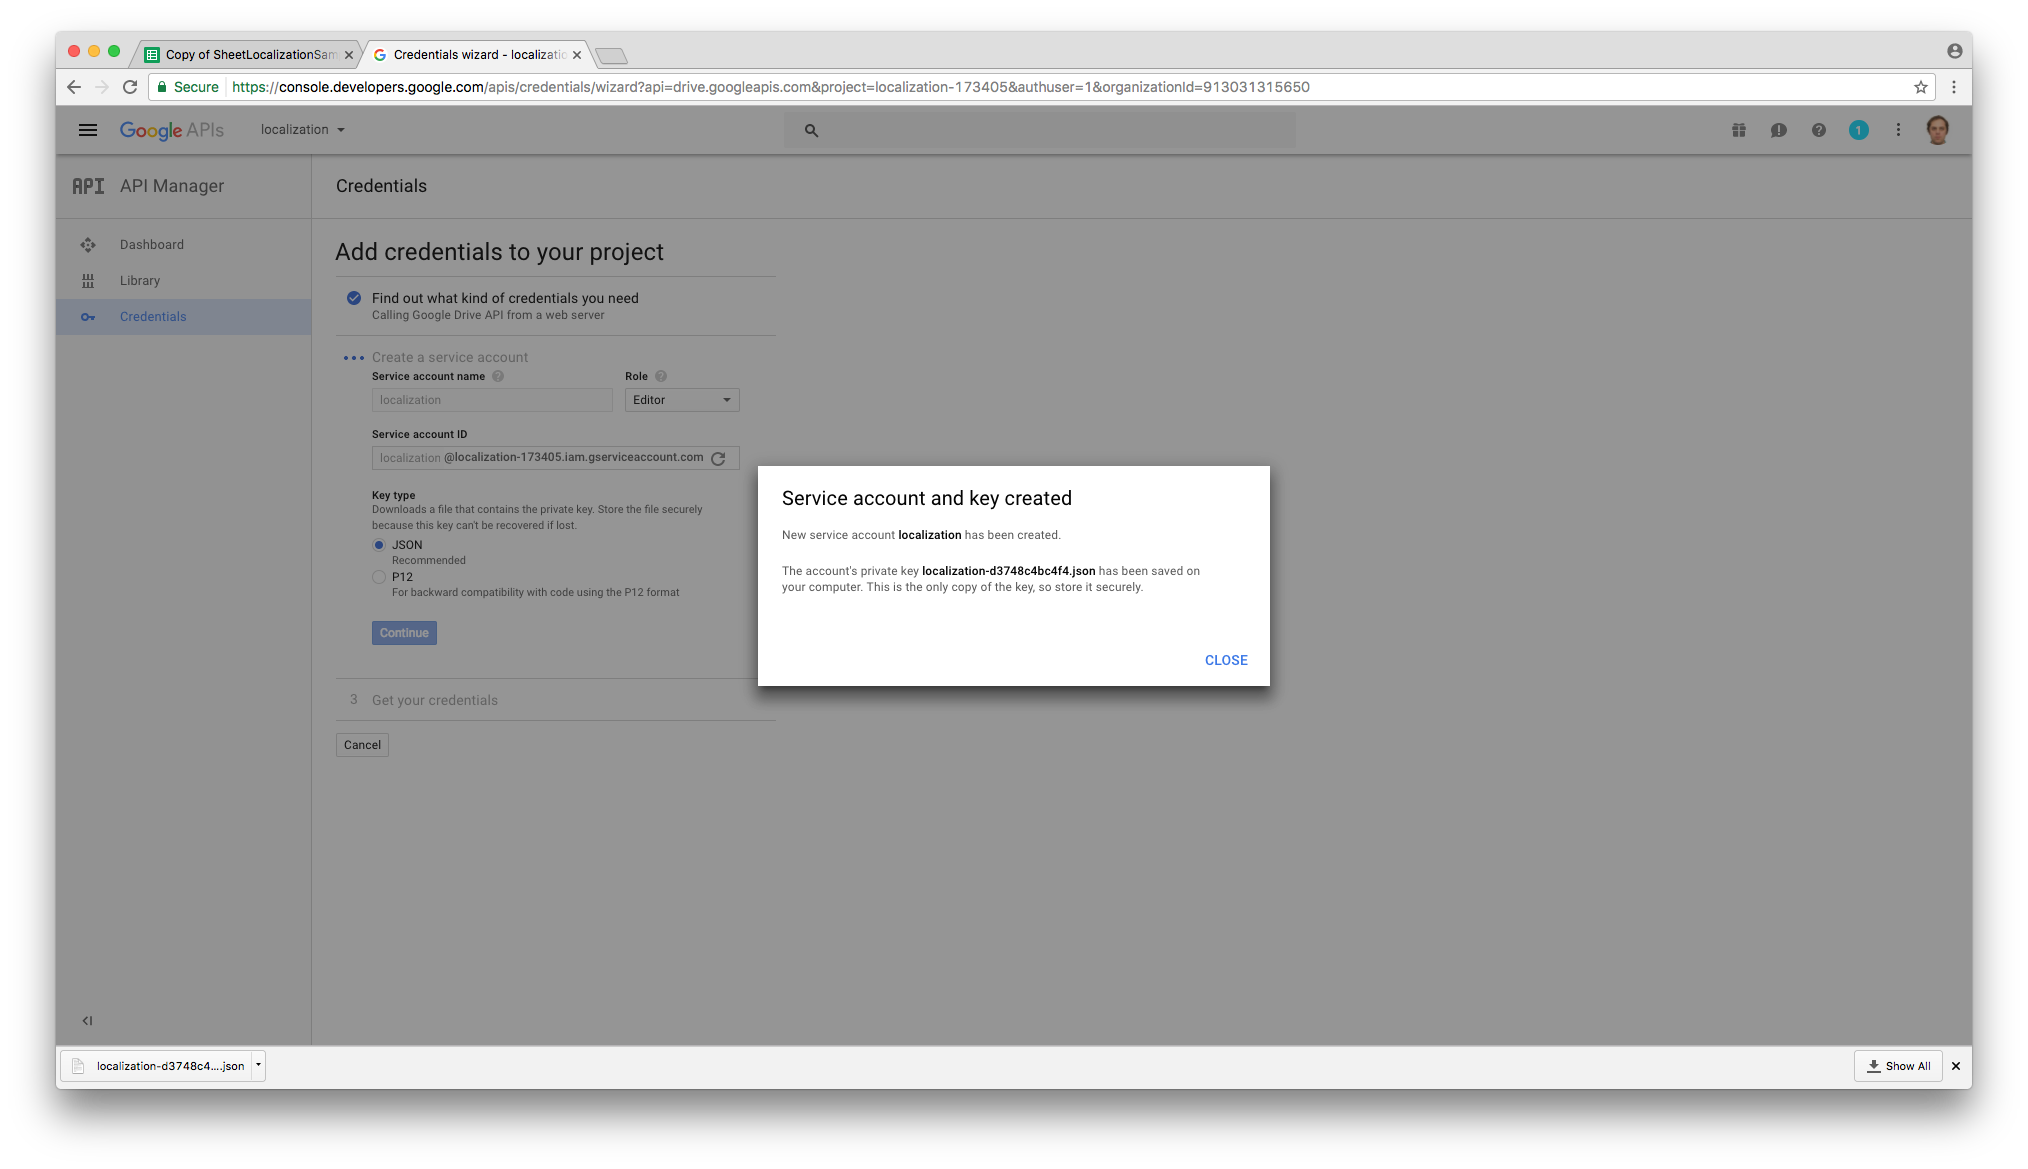 Copy of SheetLocalizationSam
Credentials wizard - localizatio
Secure
https://console.developers.google.com/apis/credentials/wizard?api=drive.googleapis.com&project=localization-173405&authuser=1&organizationId=913031315650
Google APIs
localization
1
API API Manager
Credentials
Dashboard
Library
Credentials
Add credentials to your project
Find out what kind of credentials you need
Calling Google Drive API from a web server
Create a service account
Service account name
Role
localization
Editor
Service account ID
localization @localization-173405.iam.gserviceaccount.com
Key type
Downloads a file that contains the private key. Store the file securely
because this key can't be recovered if lost.
JSON
Recommended
P12
For backward compatibility with code using the P12 format
Continue
3 Get your credentials
Cancel
Service account and key created
New service account localization has been created.
The account's private key localization-d3748c4bc4f4.json has been saved on
your computer. This is the only copy of the key, so store it securely.
CLOSE
localization-d3748c4....json
Show All